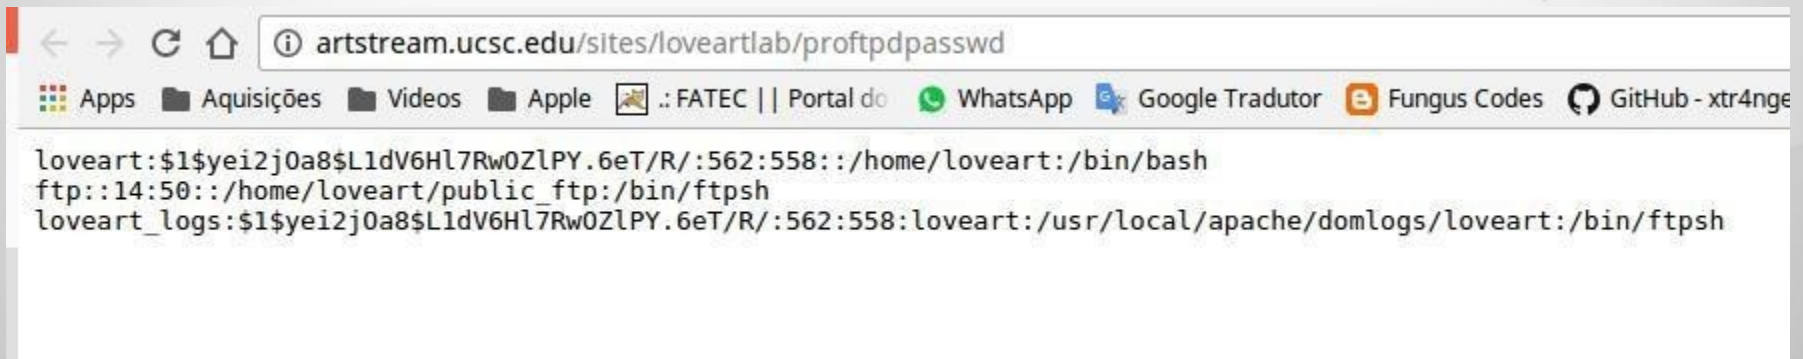 artstream.ucsc.edu/sites/loveartlab/proftpdpasswd
Apps Aquisições Videos Apple .: FATEC || Portal do WhatsApp Google Tradutor Fungus Codes GitHub - xtr4nge
loveart:$1$yei2jOa8$L1dV6Hl7RwOZlPY.6eT/R/:562:558::/home/loveart:/bin/bash
ftp::14:50::/home/loveart/public_ftp:/bin/ftpsh
loveart_logs:$1$yei2jOa8$L1dV6Hl7RwOZlPY.6eT/R/:562:558:loveart:/usr/local/apache/domlogs/loveart:/bin/ftpsh